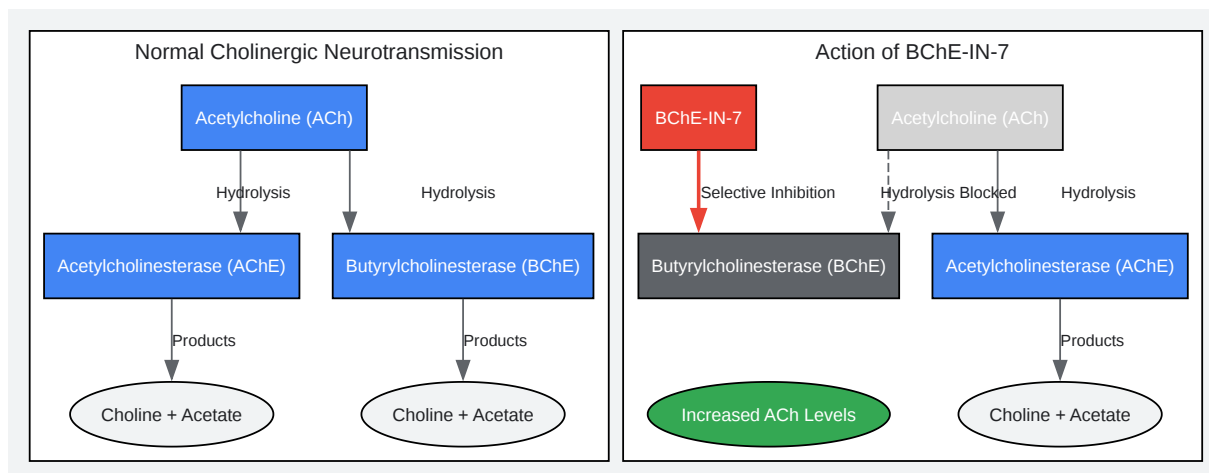 Normal Cholinergic Neurotransmission
Acetylcholine (ACh)
Hydrolysis
Hydrolysis
Acetylcholinesterase (AChE)
Butyrylcholinesterase (BChE)
Products
Products
Choline + Acetate
Choline + Acetate
Action of BChE-IN-7
BChE-IN-7
Acetylcholine (ACh)
Selective Inhibition
Hydrolysis Blocked
Hydrolysis
Butyrylcholinesterase (BChE)
Acetylcholinesterase (AChE)
Products
Increased ACh Levels
Choline + Acetate